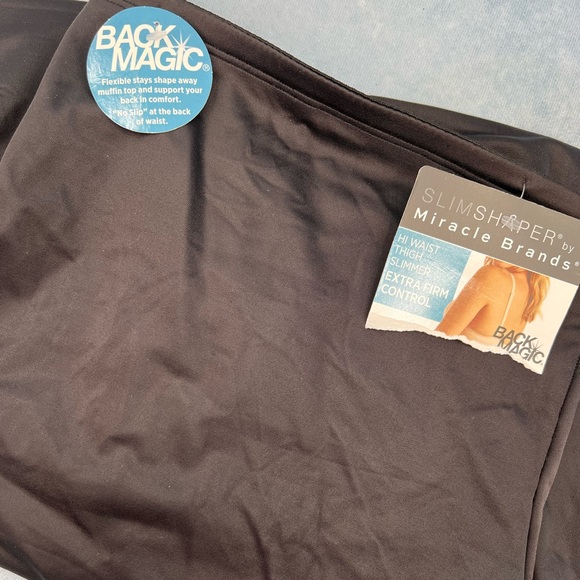 BACK
MAGIC®
Flexible stays shape away
muffin top and support your
back in comfort.
"No Slip" at the back
of waist.
SLIMSHAPER® by
Miracle Brands®
HI WAIST
THIGH
SLIMMER
EXTRA FIRM
CONTROL
BACK
MAGIC®